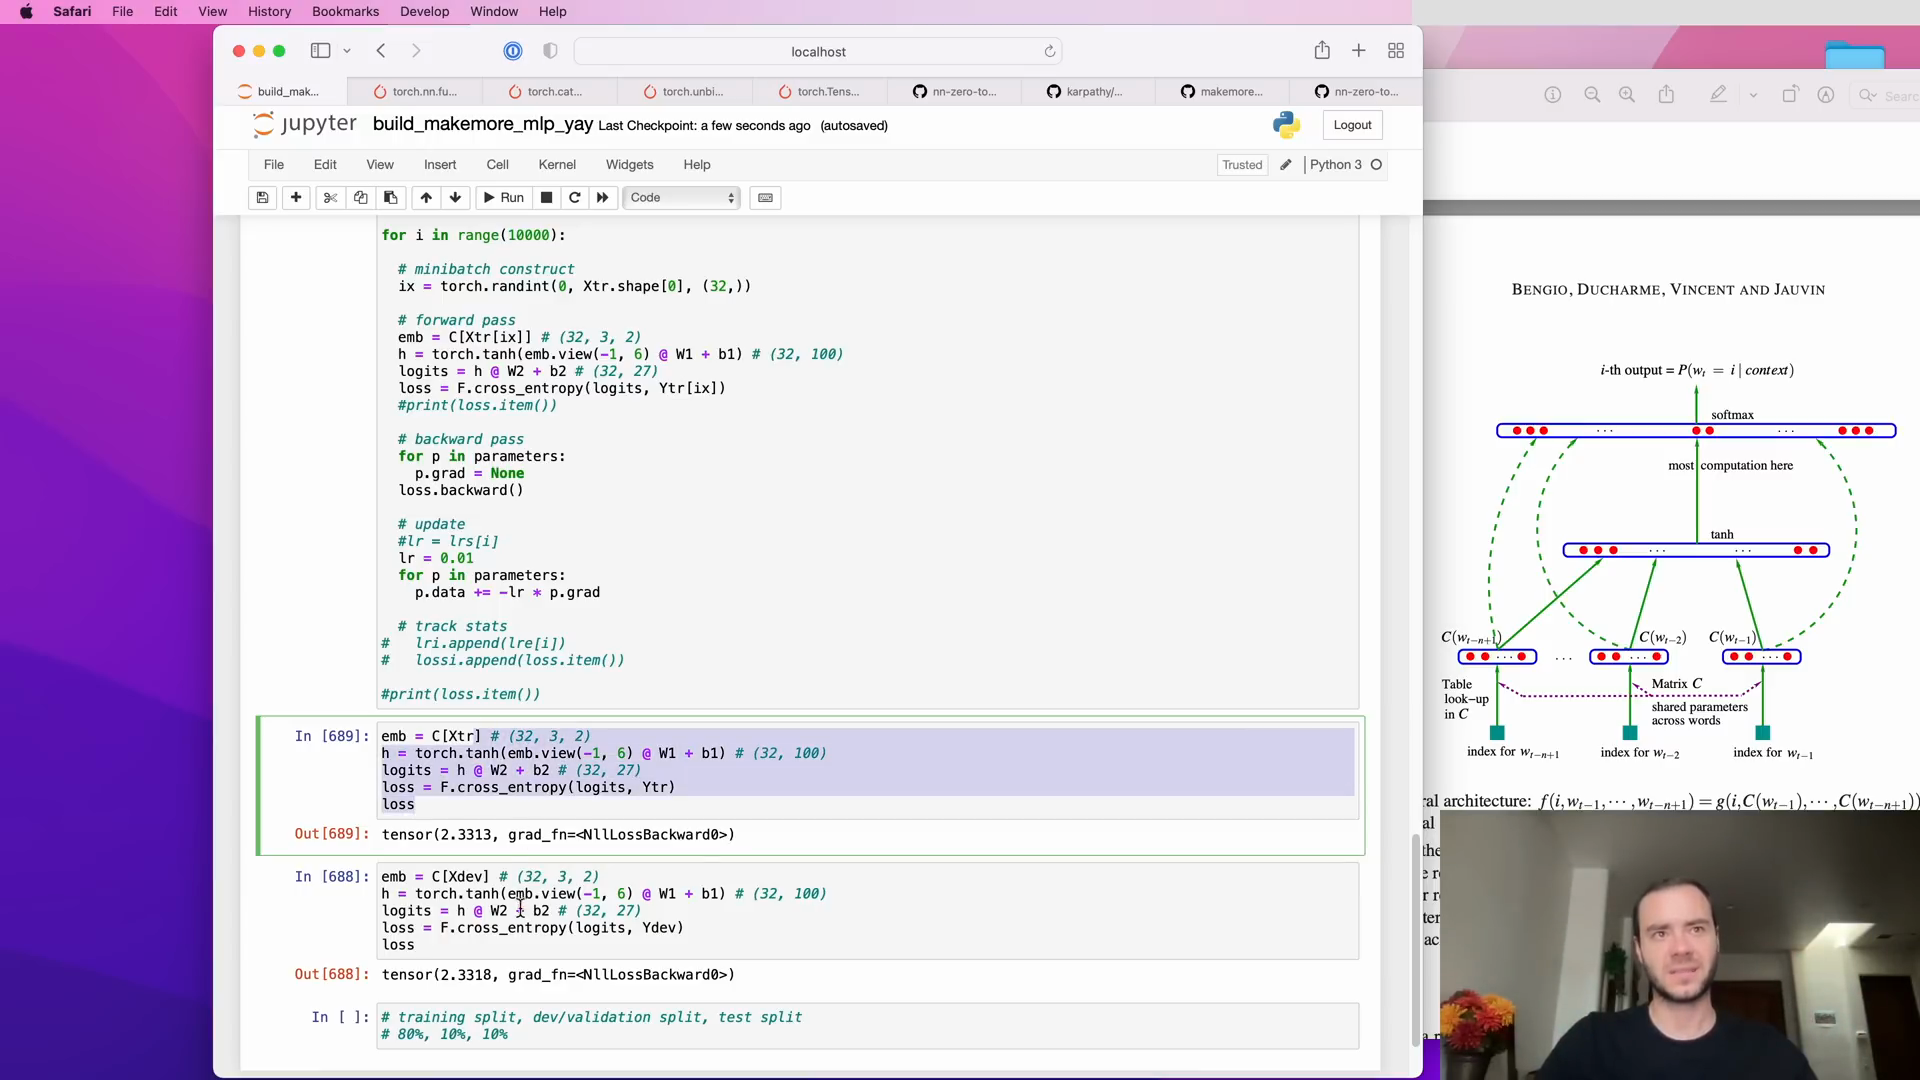 Safari File Edit View History Bookmarks Develop Window Help
localhost
build_mak... torch.nn.fu... torch.cat... torch.unbi... torch.Tens... nn-zero-to... karpathy/... makemore... nn-zero-to...
jupyter build_makemore_mlp_yay Last Checkpoint: a few seconds ago (autosaved) Logout
File Edit View Insert Cell Kernel Widgets Help Trusted Python 3
Run Code
for i in range(10000):
# minibatch construct
ix = torch.randint(0, Xtr.shape[0], (32,))
# forward pass
emb = C[Xtr[ix]] # (32, 3, 2)
h = torch.tanh(emb.view(-1, 6) @ W1 + b1) # (32, 100)
logits = h @ W2 + b2 # (32, 27)
loss = F.cross_entropy(logits, Ytr[ix])
#print(loss.item())
# backward pass
for p in parameters:
p.grad = None
loss.backward()
# update
#lr = lrs[i]
lr = 0.01
for p in parameters:
p.data += -lr * p.grad
# track stats
# lri.append(lre[i])
# lossi.append(loss.item())
#print(loss.item())
In [689]: emb = C[Xtr] # (32, 3, 2)
h = torch.tanh(emb.view(-1, 6) @ W1 + b1) # (32, 100)
logits = h @ W2 + b2 # (32, 27)
loss = F.cross_entropy(logits, Ytr)
loss
Out[689]: tensor(2.3313, grad_fn=<NllLossBackward0>)
In [688]: emb = C[Xdev] # (32, 3, 2)
h = torch.tanh(emb.view(-1, 6) @ W1 + b1) # (32, 100)
logits = h @ W2 + b2 # (32, 27)
loss = F.cross_entropy(logits, Ydev)
loss
Out[688]: tensor(2.3318, grad_fn=<NllLossBackward0>)
In [ ]: # training split, dev/validation split, test split
# 80%, 10%, 10%
Search
BENGIO, DUCHARME, VINCENT AND JAUVIN
i-th output = P(w_t = i | context)
softmax
... ...
most computation here
tanh
... ...
C(w_{t−n+1}) C(w_{t−2}) C(w_{t−1})
... ... ... ...
Table look−up in C
Matrix C
shared parameters across words
index for w_{t−n+1} index for w_{t−2} index for w_{t−1}
al architecture: f(i, w_{t−1}, ···, w_{t−n+1}) = g(i, C(w_{t−1}), ···, C(w_{t−n+1}))